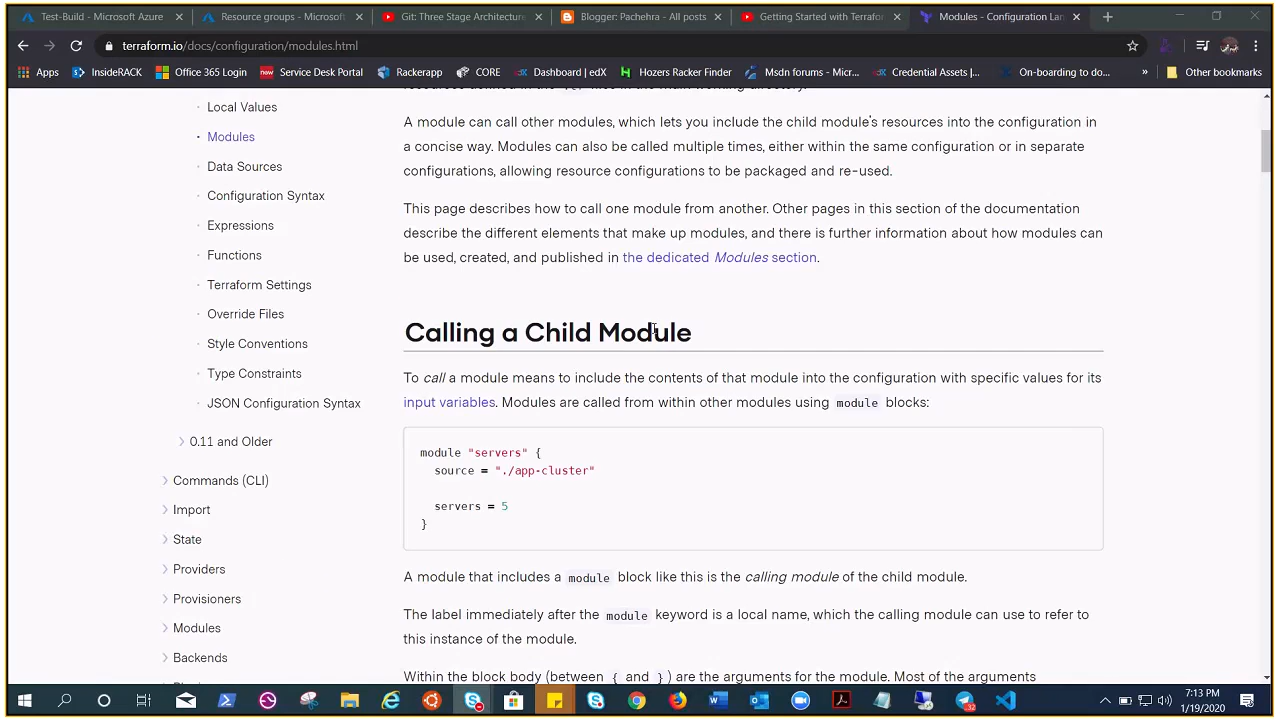 Test-Build - Microsoft Azure
Resource groups - Microsoft
Git: Three Stage Architecture
Blogger: Pachehra - All posts
Getting Started with Terrafor
Modules - Configuration Lan
terraform.io/docs/configuration/modules.html
Apps
InsideRACK
Office 365 Login
now Service Desk Portal
Rackerapp
CORE
Dashboard | edX
Hozers Racker Finder
Msdn forums - Micr...
Credential Assets |...
On-boarding to do...
»
Other bookmarks
Local Values
Modules
Data Sources
Configuration Syntax
Expressions
Functions
Terraform Settings
Override Files
Style Conventions
Type Constraints
JSON Configuration Syntax
0.11 and Older
Commands (CLI)
Import
State
Providers
Provisioners
Modules
Backends
resources defined in the .tf files in the main working directory.
A module can call other modules, which lets you include the child module's resources into the configuration in
a concise way. Modules can also be called multiple times, either within the same configuration or in separate
configurations, allowing resource configurations to be packaged and re-used.
This page describes how to call one module from another. Other pages in this section of the documentation
describe the different elements that make up modules, and there is further information about how modules can
be used, created, and published in the dedicated Modules section.
Calling a Child Module
To call a module means to include the contents of that module into the configuration with specific values for its
input variables. Modules are called from within other modules using module blocks:
module "servers" {
source = "./app-cluster"
servers = 5
}
A module that includes a module block like this is the calling module of the child module.
The label immediately after the module keyword is a local name, which the calling module can use to refer to
this instance of the module.
Within the block body (between { and } ) are the arguments for the module. Most of the arguments
7:13 PM
1/19/2020